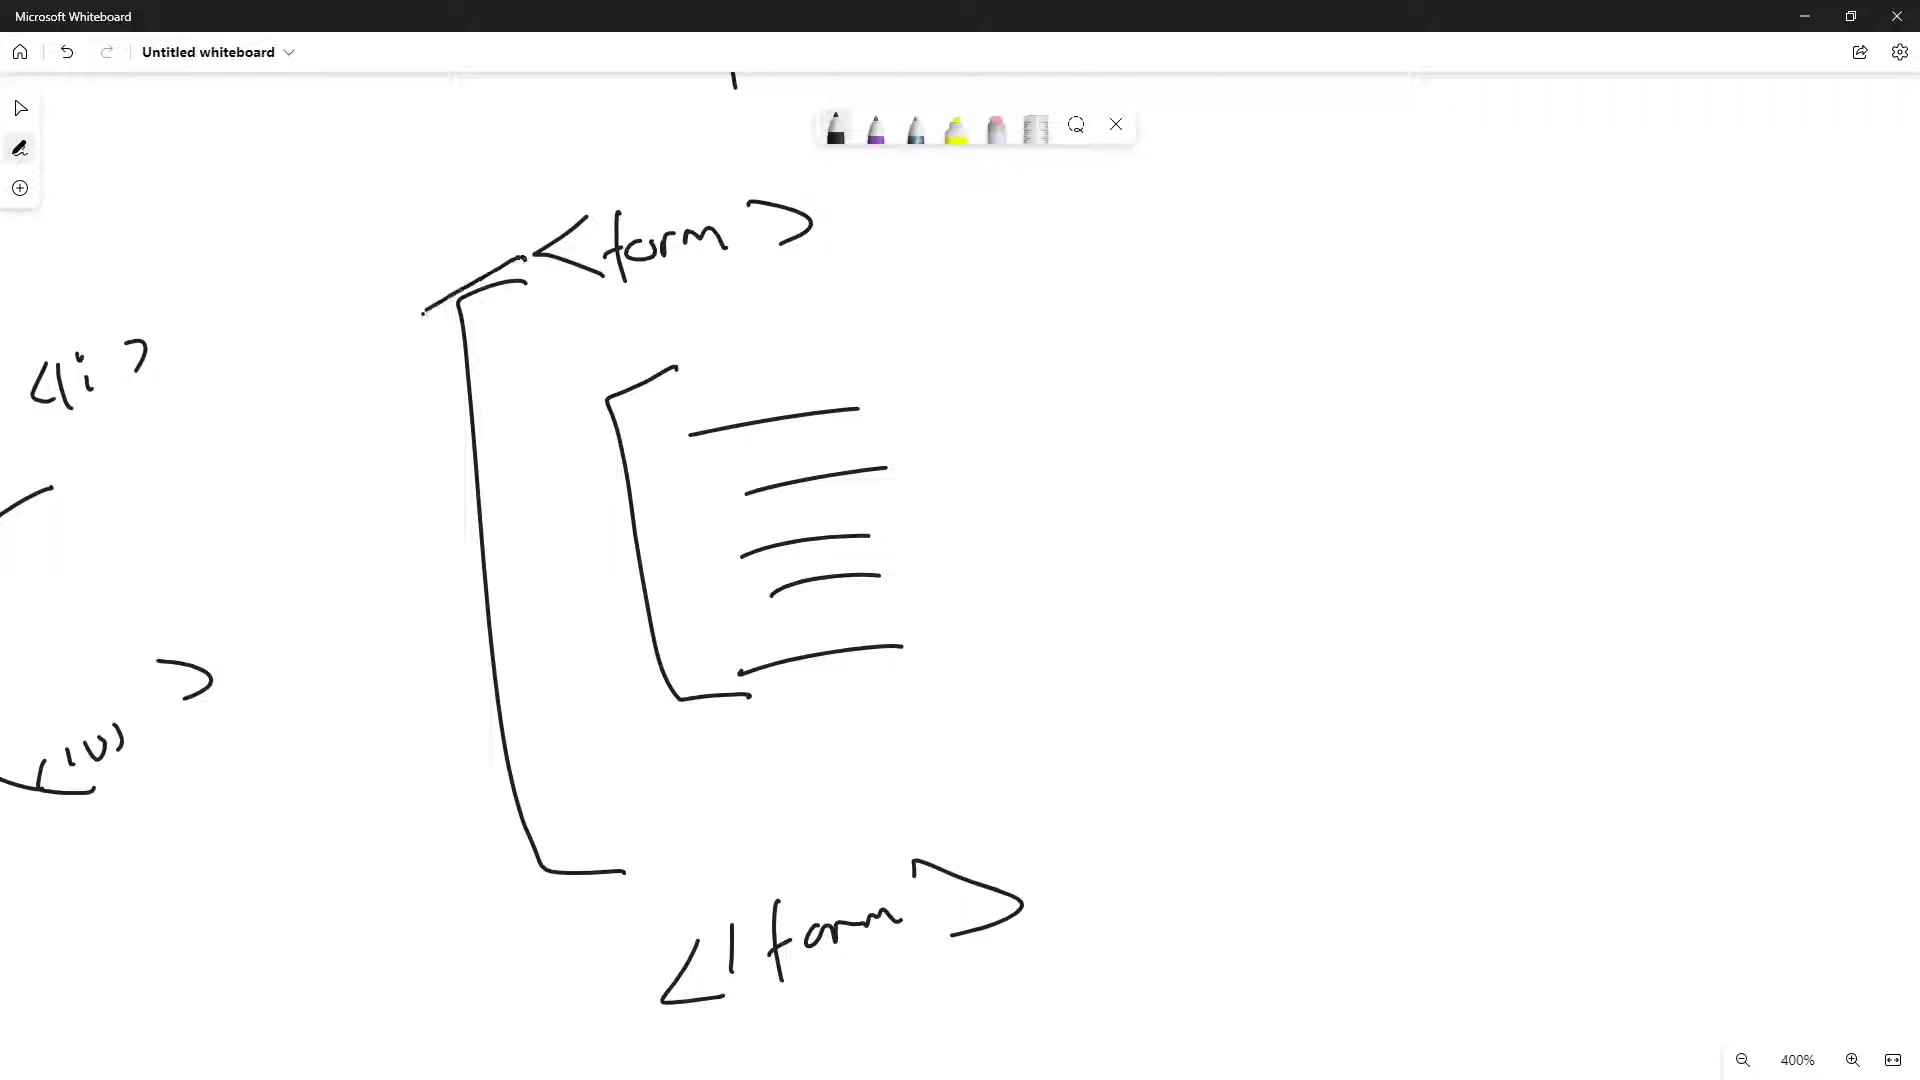 Microsoft Whiteboard
Untitled whiteboard
<form>
</i>
</form>
400%